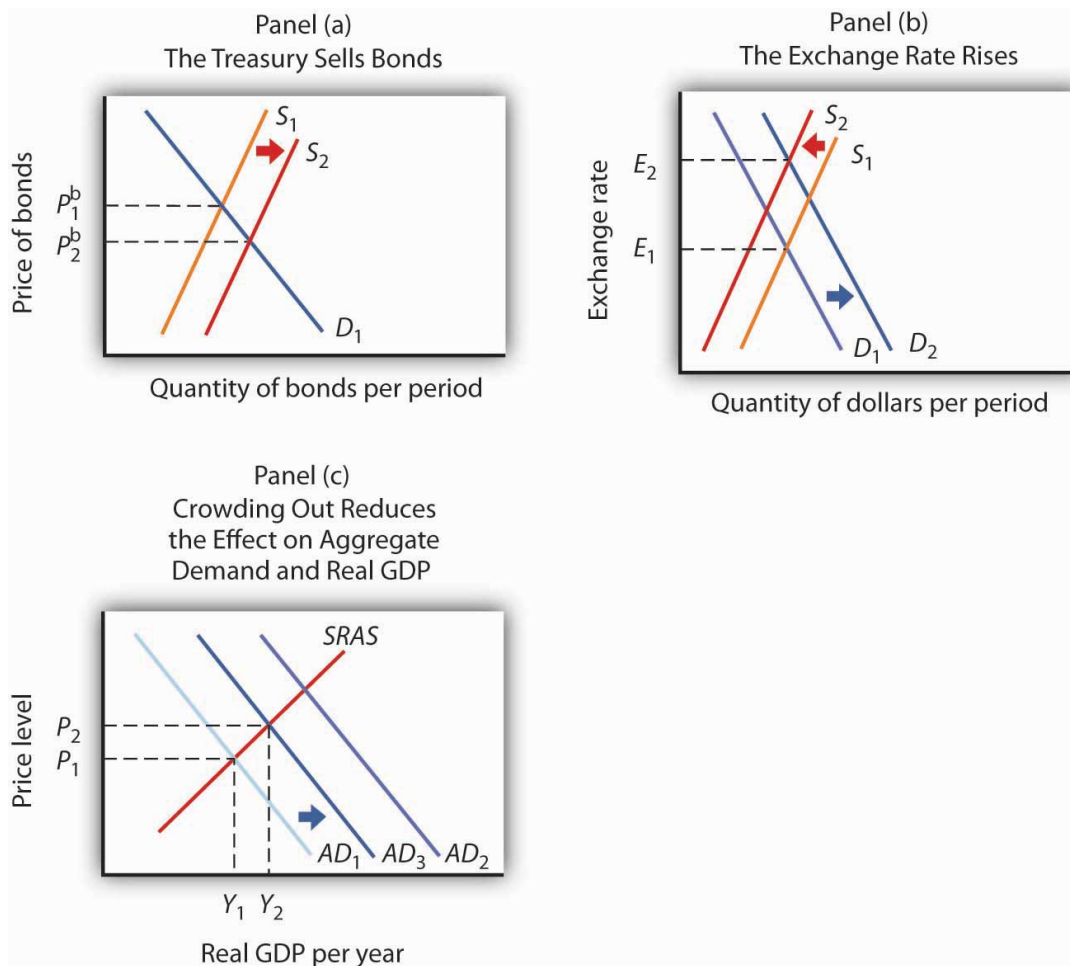 Panel (a)
The Treasury Sells Bonds
Price of bonds
P₁ᵇ
P₂ᵇ
S₁
S₂
D₁
Quantity of bonds per period
Panel (b)
The Exchange Rate Rises
Exchange rate
E₂
E₁
S₂
S₁
D₁
D₂
Quantity of dollars per period
Panel (c)
Crowding Out Reduces
the Effect on Aggregate
Demand and Real GDP
Price level
P₂
P₁
SRAS
AD₁
AD₃
AD₂
Y₁
Y₂
Real GDP per year